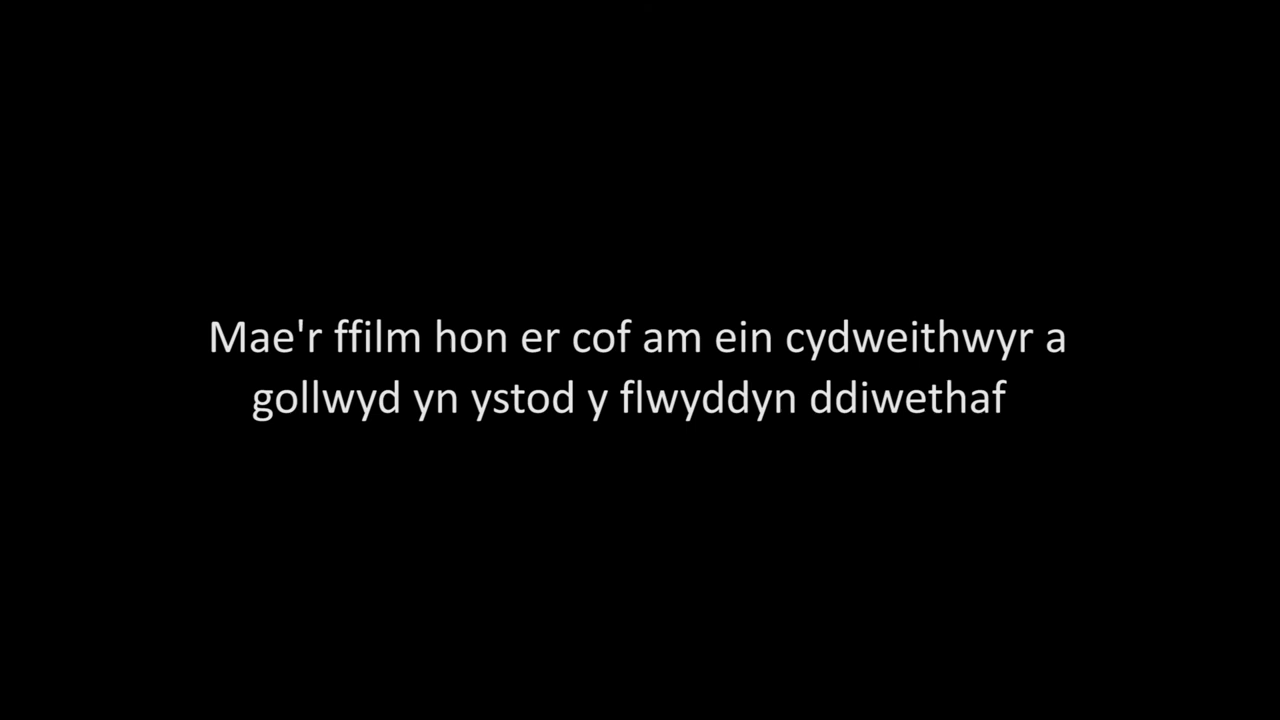 Mae'r ffilm hon er cof am ein cydweithwyr a
gollwyd yn ystod y flwyddyn ddiwethaf